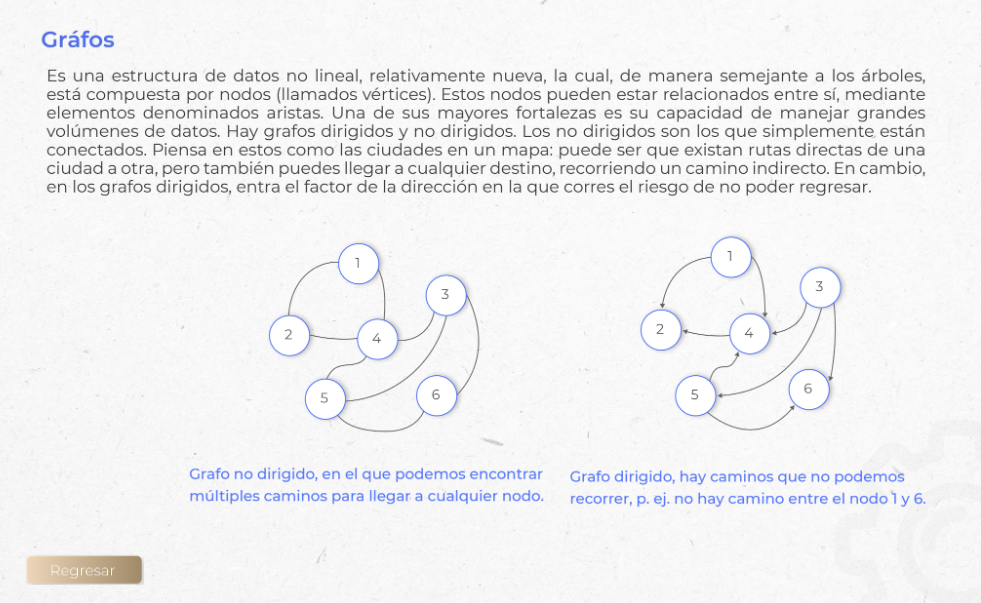 Gráfos
Es una estructura de datos no lineal, relativamente nueva, la cual, de manera semejante a los árboles,
está compuesta por nodos (llamados vértices). Estos nodos pueden estar relacionados entre sí, mediante
elementos denominados aristas. Una de sus mayores fortalezas es su capacidad de manejar grandes
volúmenes de datos. Hay grafos dirigidos y no dirigidos. Los no dirigidos son los que simplemente están
conectados. Piensa en estos como las ciudades en un mapa: puede ser que existan rutas directas de una
ciudad a otra, pero también puedes llegar a cualquier destino, recorriendo un camino indirecto. En cambio,
en los grafos dirigidos, entra el factor de la dirección en la que corres el riesgo de no poder regresar.
1
3
2
4
5
6
1
3
2
4
5
6
Grafo no dirigido, en el que podemos encontrar
múltiples caminos para llegar a cualquier nodo.
Grafo dirigido, hay caminos que no podemos
recorrer, p. ej. no hay camino entre el nodo 1 y 6.
Regresar